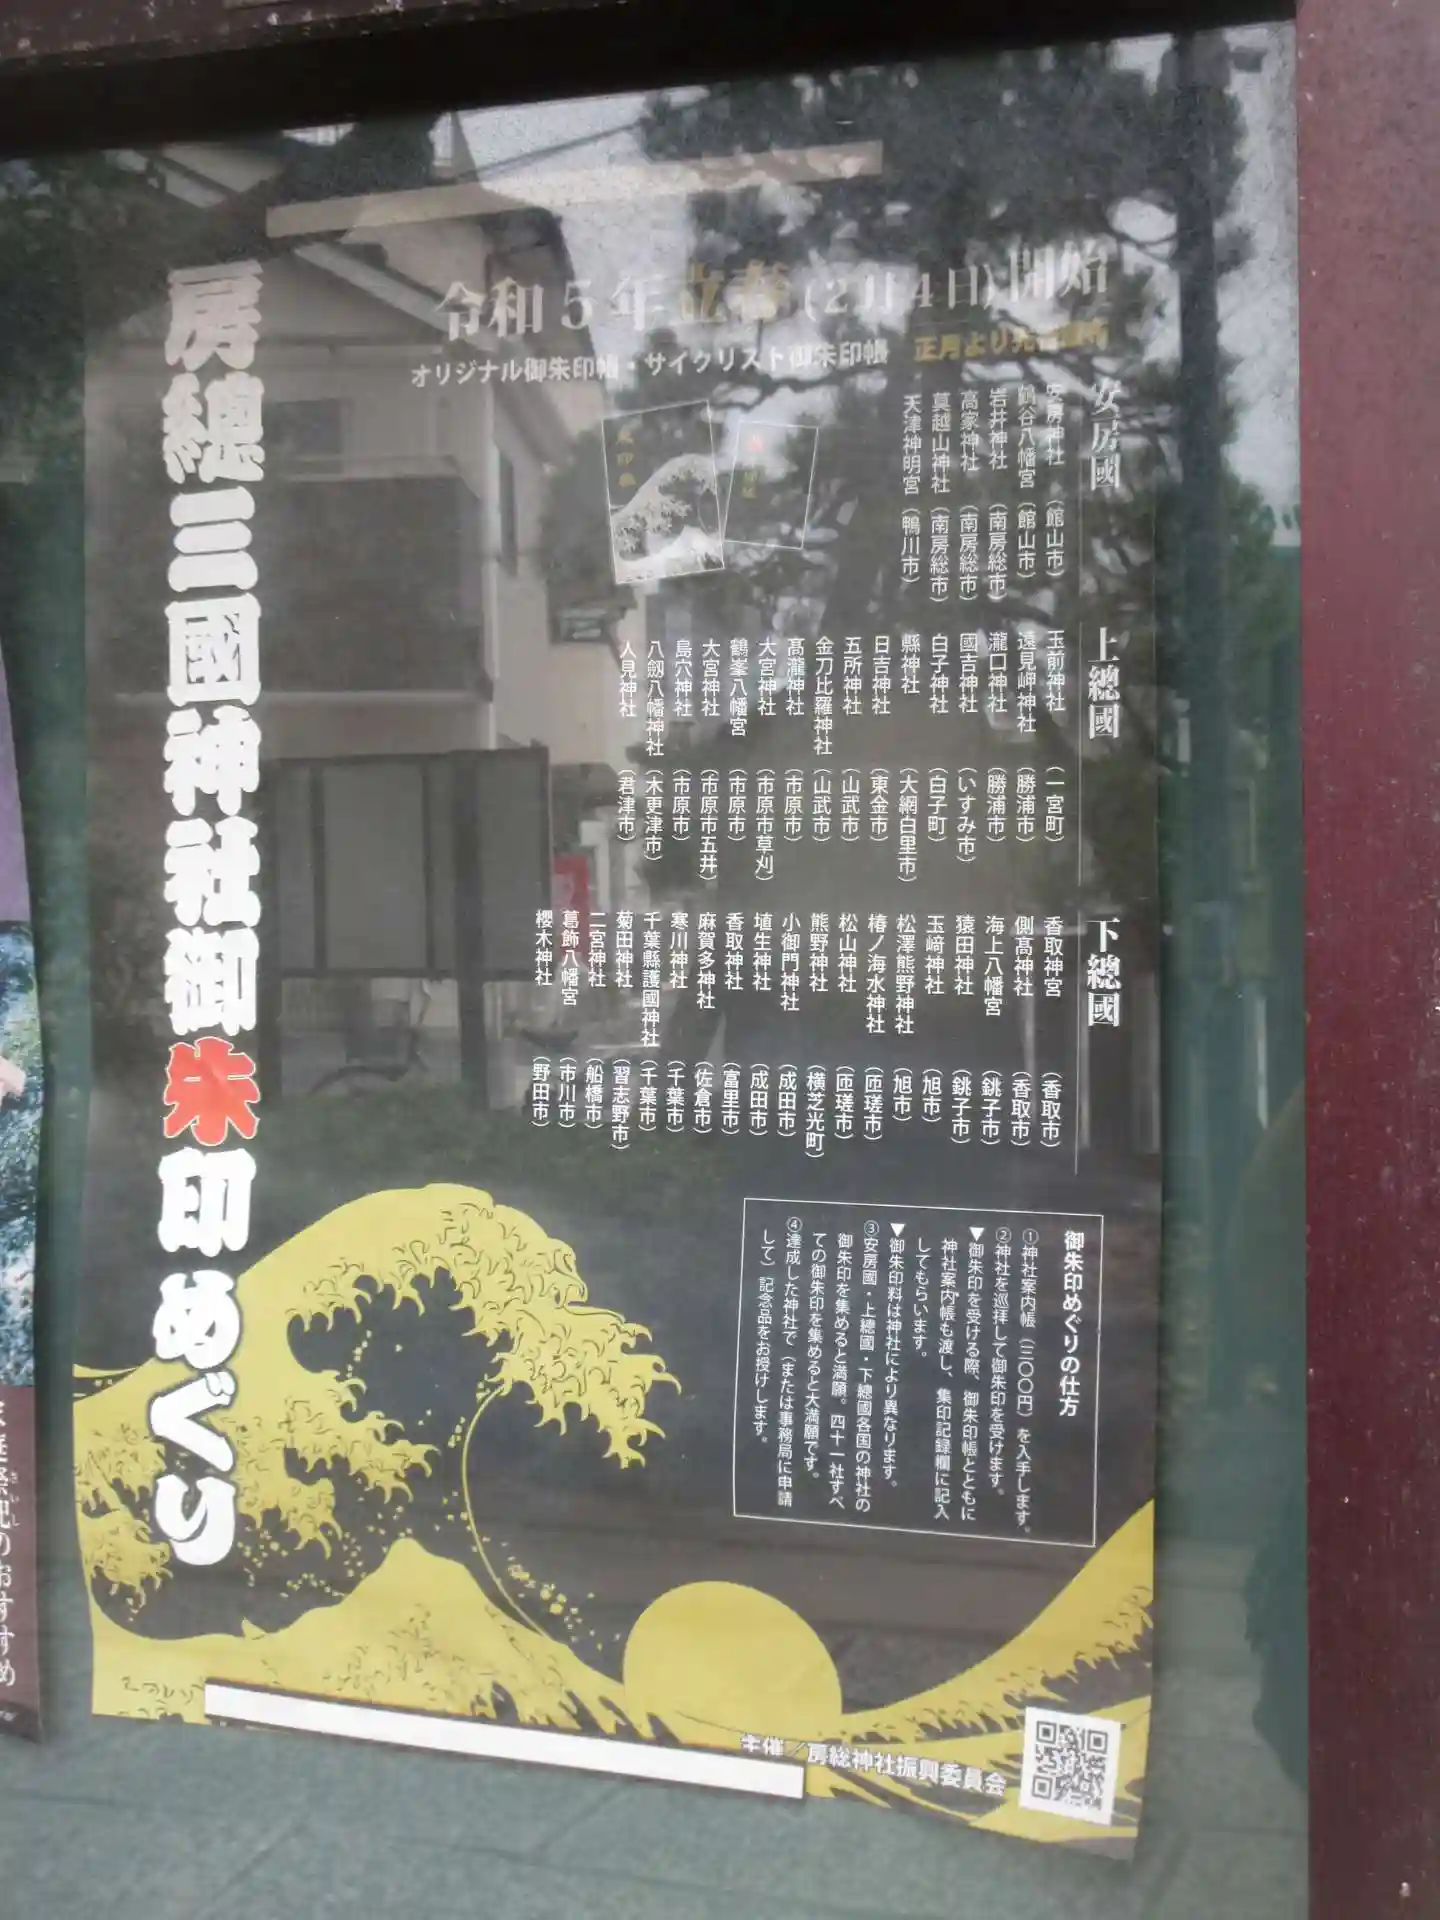 令和5年立春(2月4日)開始
オリジナル御朱印帳・サイクリスト御朱印帳
正月より先行頒布
房總三國神社御朱印めぐり
安房國
安房神社（館山市）
鶴谷八幡宮（館山市）
岩井神社（南房総市）
高家神社（南房総市）
莫越山神社（南房総市）
天津神明宮（鴨川市）
上總國
玉前神社（一宮町）
遠見岬神社（勝浦市）
瀧口神社（勝浦市）
國吉神社（いすみ市）
白子神社（白子町）
縣神社（大網白里市）
日吉神社（東金市）
五所神社（山武市）
金刀比羅神社（山武市）
髙瀧神社（市原市）
大宮神社（市原市草刈）
鶴峯八幡宮（市原市）
大宮神社（市原市五井）
島穴神社（市原市）
八剱八幡神社（木更津市）
人見神社（君津市）
下總國
香取神宮（香取市）
側髙神社（香取市）
海上八幡宮（銚子市）
猿田神社（銚子市）
玉﨑神社（旭市）
松澤熊野神社（旭市）
椿ノ海水神社（匝瑳市）
松山神社（匝瑳市）
熊野神社（横芝光町）
小御門神社（成田市）
埴生神社（成田市）
香取神社（富里市）
麻賀多神社（佐倉市）
寒川神社（千葉市）
千葉縣護國神社（千葉市）
菊田神社（習志野市）
二宮神社（船橋市）
葛飾八幡宮（市川市）
櫻木神社（野田市）
御朱印めぐりの仕方
①神社案内帳（三〇〇円）を入手します。
②神社を巡拝して御朱印を受けます。
▼御朱印を受ける際、御朱印帳とともに
神社案内帳も渡し、集印記録欄に記入
してもらいます。
▼御朱印料は神社により異なります。
③安房國・上總國・下總國各国の神社の
御朱印を集めると満願。四十一社すべ
ての御朱印を集めると大満願です。
④達成した神社で（または事務局に申請
して）記念品をお授けします。
主催／房総神社振興委員会
祭祀のおすすめ
さいし